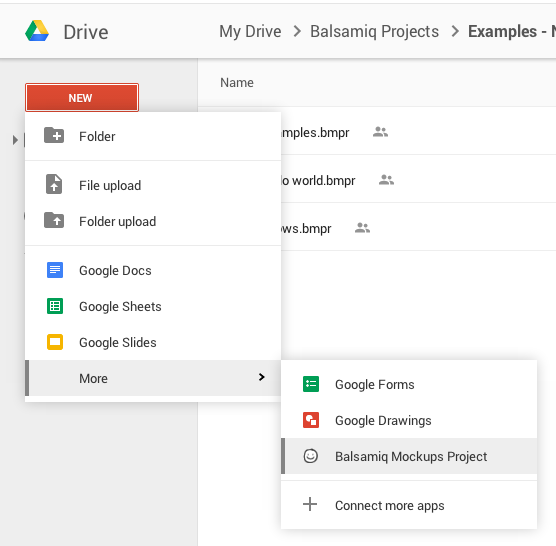 Drive
My Drive > Balsamiq Projects > Examples - N
NEW
Name
Folder
mples.bmpr
File upload
lo world.bmpr
Folder upload
ows.bmpr
Google Docs
Google Sheets
Google Slides
More
Google Forms
Google Drawings
Balsamiq Mockups Project
Connect more apps